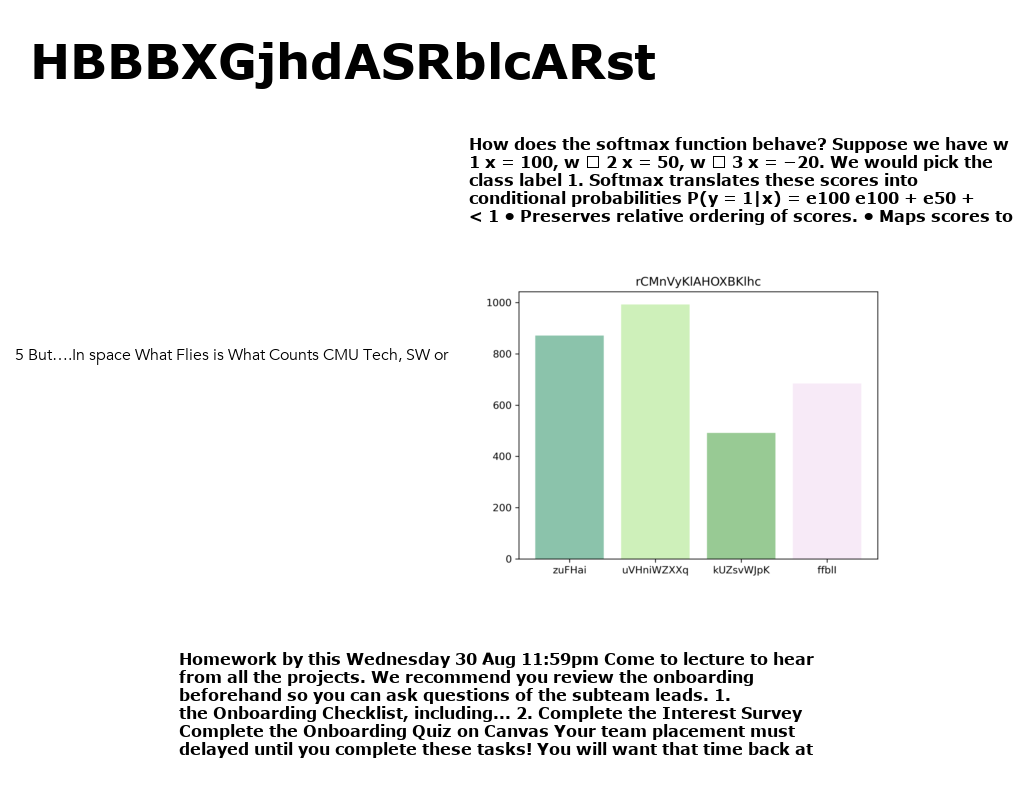 HBBBXGjhdASRblcARst
How does the softmax function behave? Suppose we have w
1 x = 100, w □ 2 x = 50, w □ 3 x = −20. We would pick the
class label 1. Softmax translates these scores into
conditional probabilities P(y = 1|x) = e100 e100 + e50 +
< 1 • Preserves relative ordering of scores. • Maps scores to
rCMnVyKlAHOXBKlhc
1000
800
600
400
200
0
zuFHai uVHniWZXXq kUZsvWJpK ffbII
5 But….In space What Flies is What Counts CMU Tech, SW or
Homework by this Wednesday 30 Aug 11:59pm Come to lecture to hear
from all the projects. We recommend you review the onboarding
beforehand so you can ask questions of the subteam leads. 1.
the Onboarding Checklist, including... 2. Complete the Interest Survey
Complete the Onboarding Quiz on Canvas Your team placement must
delayed until you complete these tasks! You will want that time back at